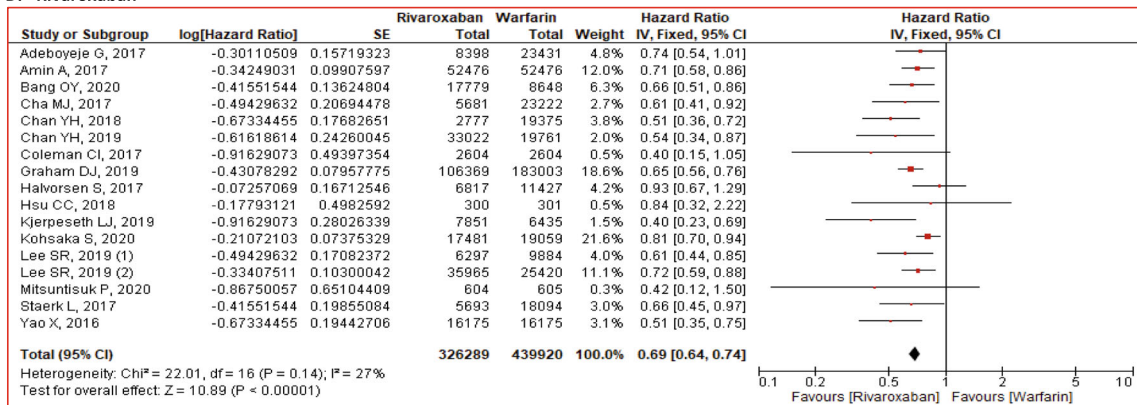 Rivaroxaban Warfarin Hazard Ratio Hazard Ratio
Study or Subgroup log[Hazard Ratio] SE Total Total Weight IV, Fixed, 95% CI IV, Fixed, 95% CI
Adeboyeje G, 2017 -0.30110509 0.15719323 8398 23431 4.8% 0.74 [0.54, 1.01]
Amin A, 2017 -0.34249031 0.09907597 52476 52476 12.0% 0.71 [0.58, 0.86]
Bang OY, 2020 -0.41551544 0.13624804 17779 8648 6.3% 0.66 [0.51, 0.86]
Cha MJ, 2017 -0.49429632 0.20694478 5681 23222 2.7% 0.61 [0.41, 0.92]
Chan YH, 2018 -0.67334455 0.17682651 2777 19375 3.8% 0.51 [0.36, 0.72]
Chan YH, 2019 -0.61618614 0.24260045 33022 19761 2.0% 0.54 [0.34, 0.87]
Coleman CI, 2017 -0.91629073 0.49397354 2604 2604 0.5% 0.40 [0.15, 1.05]
Graham DJ, 2019 -0.43078292 0.07957775 106369 183003 18.6% 0.65 [0.56, 0.76]
Halvorsen S, 2017 -0.07257069 0.16712546 6817 11427 4.2% 0.93 [0.67, 1.29]
Hsu CC, 2018 -0.17793121 0.4982592 300 301 0.5% 0.84 [0.32, 2.22]
Kjerpeseth LJ, 2019 -0.91629073 0.28026339 7851 6435 1.5% 0.40 [0.23, 0.69]
Kohsaka S, 2020 -0.21072103 0.07375329 17481 19059 21.6% 0.81 [0.70, 0.94]
Lee SR, 2019 (1) -0.49429632 0.17082372 6297 9884 4.0% 0.61 [0.44, 0.85]
Lee SR, 2019 (2) -0.33407511 0.10300042 35965 25420 11.1% 0.72 [0.59, 0.88]
Mitsuntisuk P, 2020 -0.86750057 0.65104409 604 605 0.3% 0.42 [0.12, 1.50]
Staerk L, 2017 -0.41551544 0.19855084 5693 18094 3.0% 0.66 [0.45, 0.97]
Yao X, 2016 -0.67334455 0.19442706 16175 16175 3.1% 0.51 [0.35, 0.75]
Total (95% CI) 326289 439920 100.0% 0.69 [0.64, 0.74]
Heterogeneity: Chi² = 22.01, df = 16 (P = 0.14); I² = 27%
Test for overall effect: Z = 10.89 (P < 0.00001)
0.1 0.2 0.5 1 2 5 10
Favours [Rivaroxaban] Favours [Warfarin]